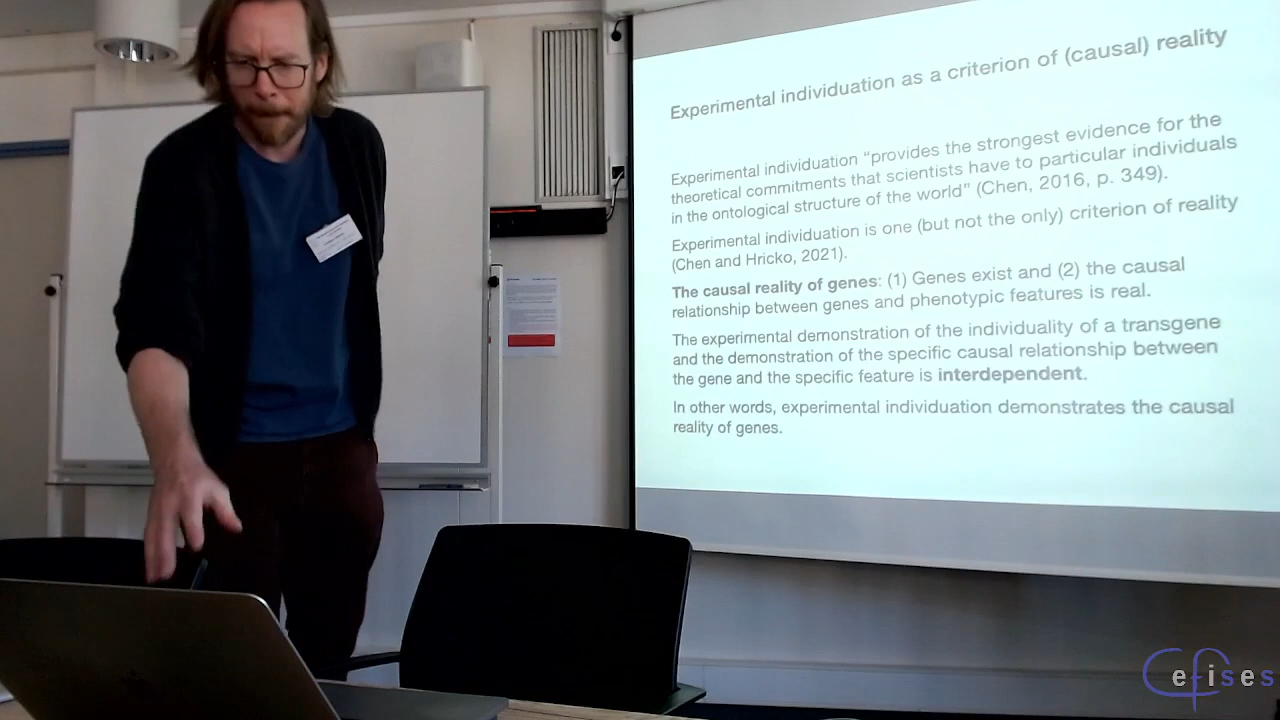 Experimental individuation as a criterion of (causal) reality
Experimental individuation “provides the strongest evidence for the
theoretical commitments that scientists have to particular individuals
in the ontological structure of the world” (Chen, 2016, p. 349).
Experimental individuation is one (but not the only) criterion of reality
(Chen and Hricko, 2021).
The causal reality of genes: (1) Genes exist and (2) the causal
relationship between genes and phenotypic features is real.
The experimental demonstration of the individuality of a transgene
and the demonstration of the specific causal relationship between
the gene and the specific feature is interdependent.
In other words, experimental individuation demonstrates the causal
reality of genes.
Cefises